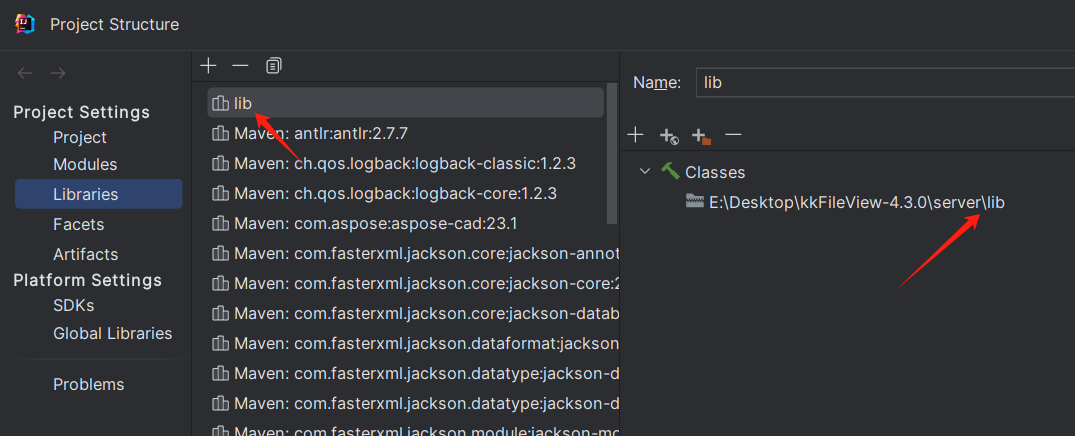 Project Structure
Project Settings
Project
Modules
Libraries
Facets
Artifacts
Platform Settings
SDKs
Global Libraries
Problems
lib
Maven: antlr:antlr:2.7.7
Maven: ch.qos.logback:logback-classic:1.2.3
Maven: ch.qos.logback:logback-core:1.2.3
Maven: com.aspose:aspose-cad:23.1
Maven: com.fasterxml.jackson.core:jackson-annot
Maven: com.fasterxml.jackson.core:jackson-core:2
Maven: com.fasterxml.jackson.core:jackson-datab
Maven: com.fasterxml.jackson.dataformat:jackson
Maven: com.fasterxml.jackson.datatype:jackson-d
Maven: com.fasterxml.jackson.datatype:jackson-d
Maven: com.fasterxml.jackson.module:jackson-mo
Name: lib
Classes
E:\Desktop\kkFileView-4.3.0\server\lib